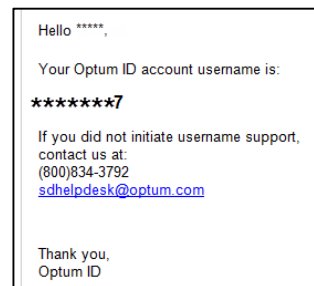 Hello *****,
Your Optum ID account username is:
*******7
If you did not initiate username support,
contact us at:
(800)834-3792
sdhelpdesk@optum.com
Thank you,
Optum ID